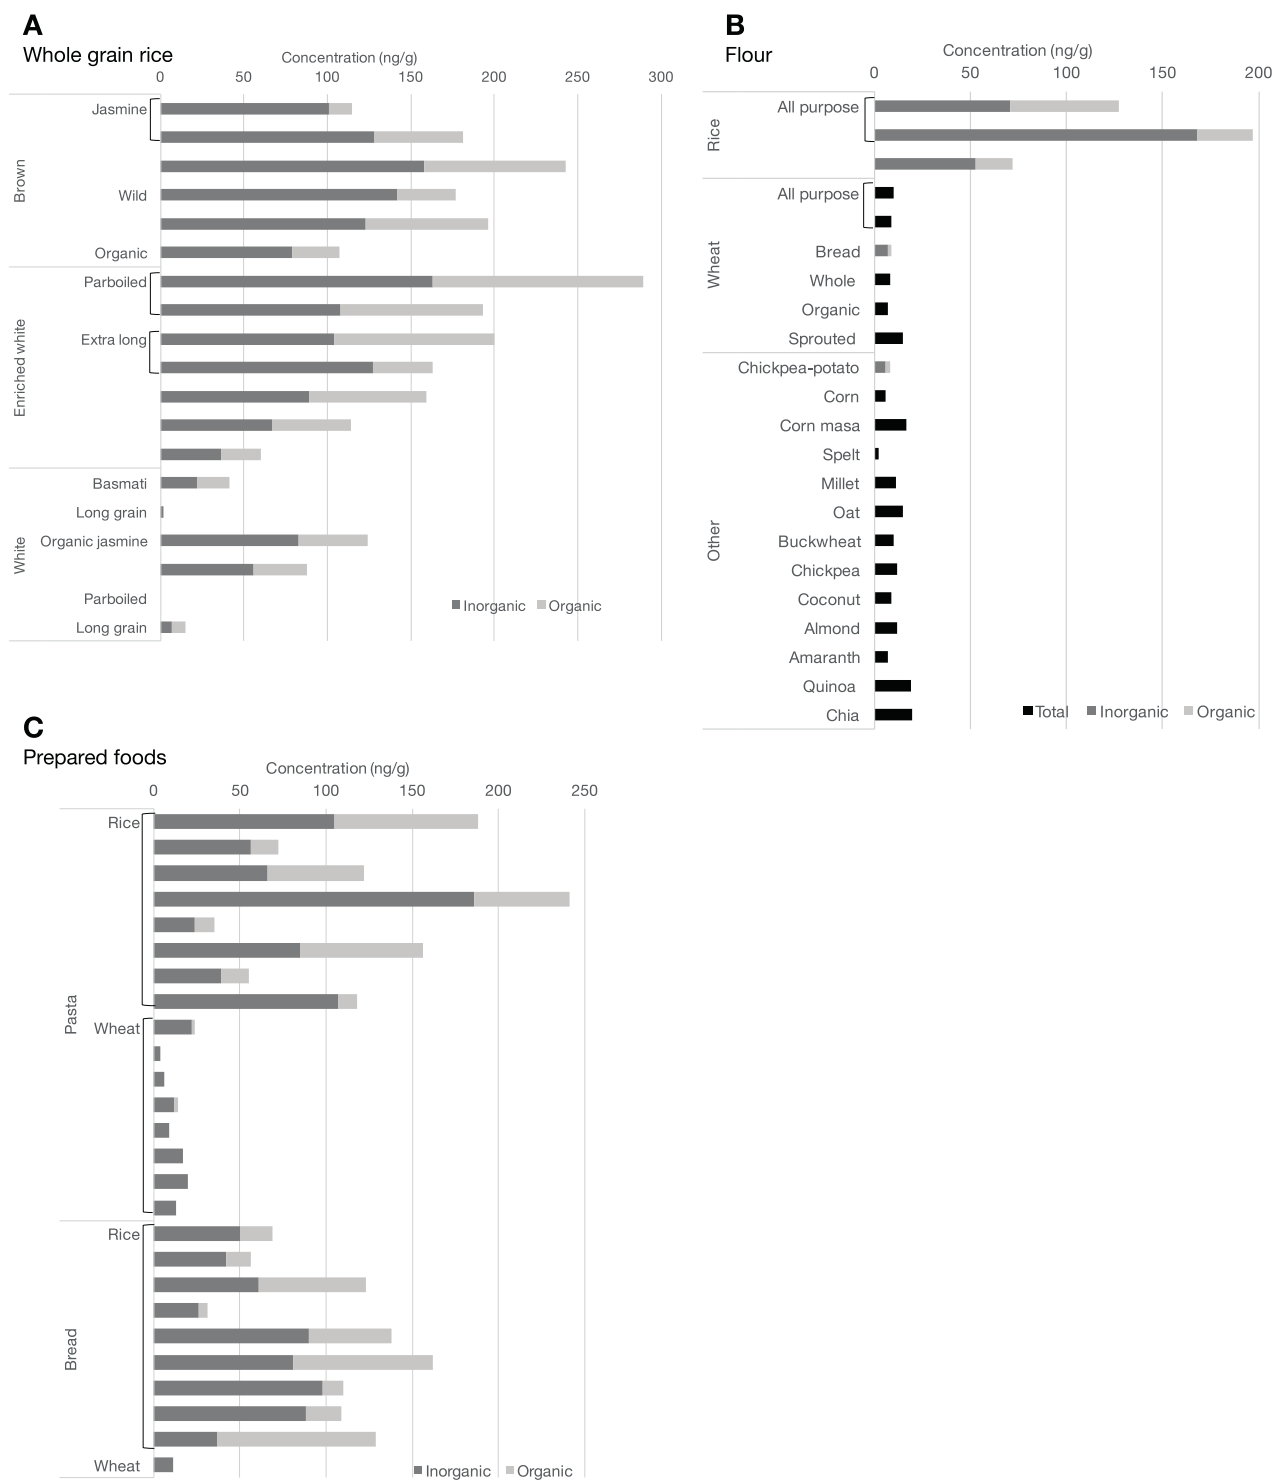 A
Whole grain rice
Concentration (ng/g)
0 50 100 150 200 250 300
Brown
Jasmine
Wild
Organic
Enriched white
Parboiled
Extra long
White
Basmati
Long grain
Organic jasmine
Parboiled
Long grain
Inorganic Organic
B
Flour
Concentration (ng/g)
0 50 100 150 200
Rice
All purpose
Wheat
All purpose
Bread
Whole
Organic
Sprouted
Other
Chickpea-potato
Corn
Corn masa
Spelt
Millet
Oat
Buckwheat
Chickpea
Coconut
Almond
Amaranth
Quinoa
Chia
Total Inorganic Organic
C
Prepared foods
Concentration (ng/g)
0 50 100 150 200 250
Pasta
Rice
Wheat
Bread
Rice
Wheat
Inorganic Organic